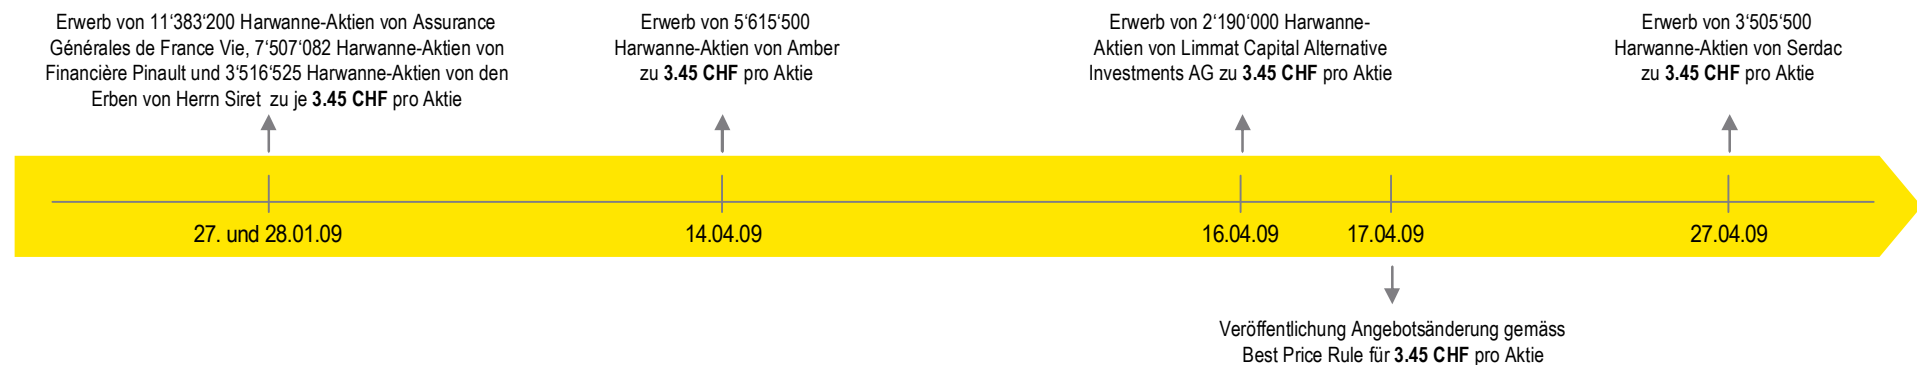 Erwerb von 11‘383‘200 Harwanne-Aktien von Assurance
Générales de France Vie, 7‘507‘082 Harwanne-Aktien von
Financière Pinault und 3‘516‘525 Harwanne-Aktien von den
Erben von Herrn Siret zu je 3.45 CHF pro Aktie
Erwerb von 5‘615‘500
Harwanne-Aktien von Amber
zu 3.45 CHF pro Aktie
Erwerb von 2‘190‘000 Harwanne-
Aktien von Limmat Capital Alternative
Investments AG zu 3.45 CHF pro Aktie
Erwerb von 3‘505‘500
Harwanne-Aktien von Serdac
zu 3.45 CHF pro Aktie
27. und 28.01.09
14.04.09
16.04.09
17.04.09
27.04.09
Veröffentlichung Angebotsänderung gemäss
Best Price Rule für 3.45 CHF pro Aktie